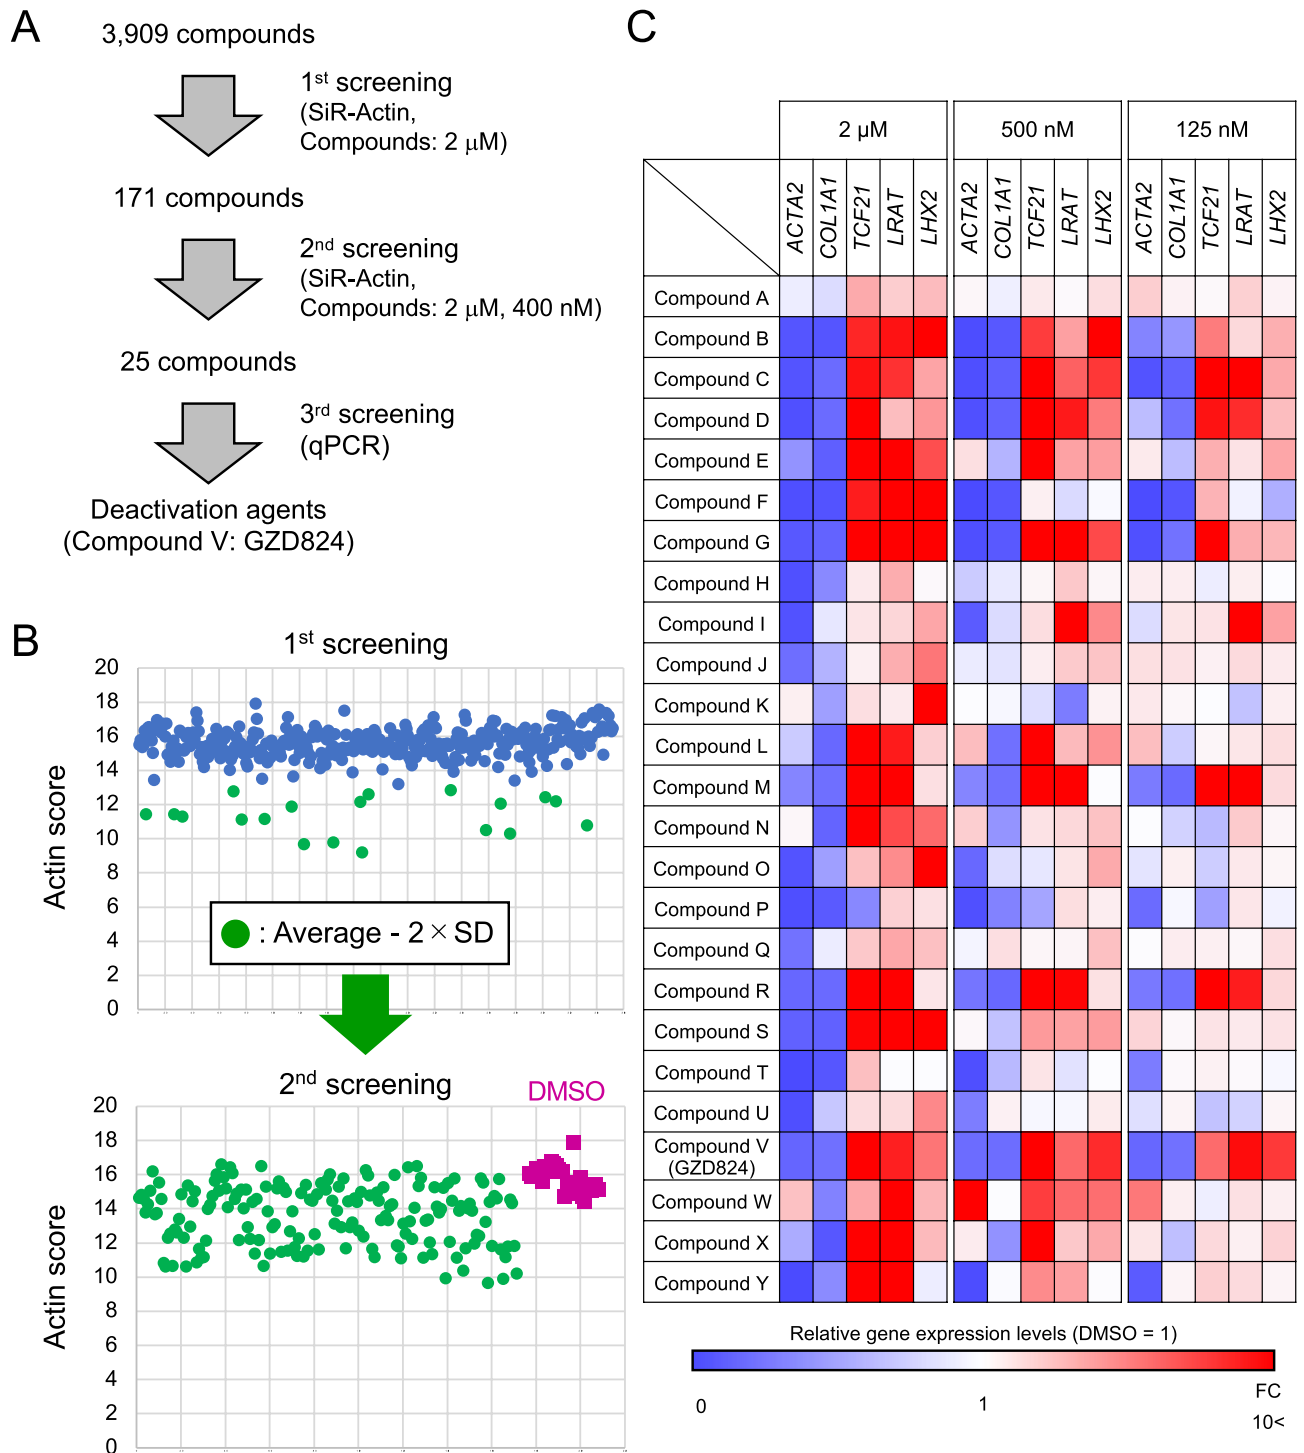 A
3,909 compounds
1st screening
(SiR-Actin,
Compounds: 2 μM)
171 compounds
2nd screening
(SiR-Actin,
Compounds: 2 μM, 400 nM)
25 compounds
3rd screening
(qPCR)
Deactivation agents
(Compound V: GZD824)
B
1st screening
Actin score
20
18
16
14
12
10
8
6
4
2
0
: Average - 2 × SD
2nd screening
DMSO
Actin score
20
18
16
14
12
10
8
6
4
2
0
C
2 μM 500 nM 125 nM
ACTA2 COL1A1 TCF21 LRAT LHX2 ACTA2 COL1A1 TCF21 LRAT LHX2 ACTA2 COL1A1 TCF21 LRAT LHX2
Compound A
Compound B
Compound C
Compound D
Compound E
Compound F
Compound G
Compound H
Compound I
Compound J
Compound K
Compound L
Compound M
Compound N
Compound O
Compound P
Compound Q
Compound R
Compound S
Compound T
Compound U
Compound V
(GZD824)
Compound W
Compound X
Compound Y
Relative gene expression levels (DMSO = 1)
0 1 FC
10<